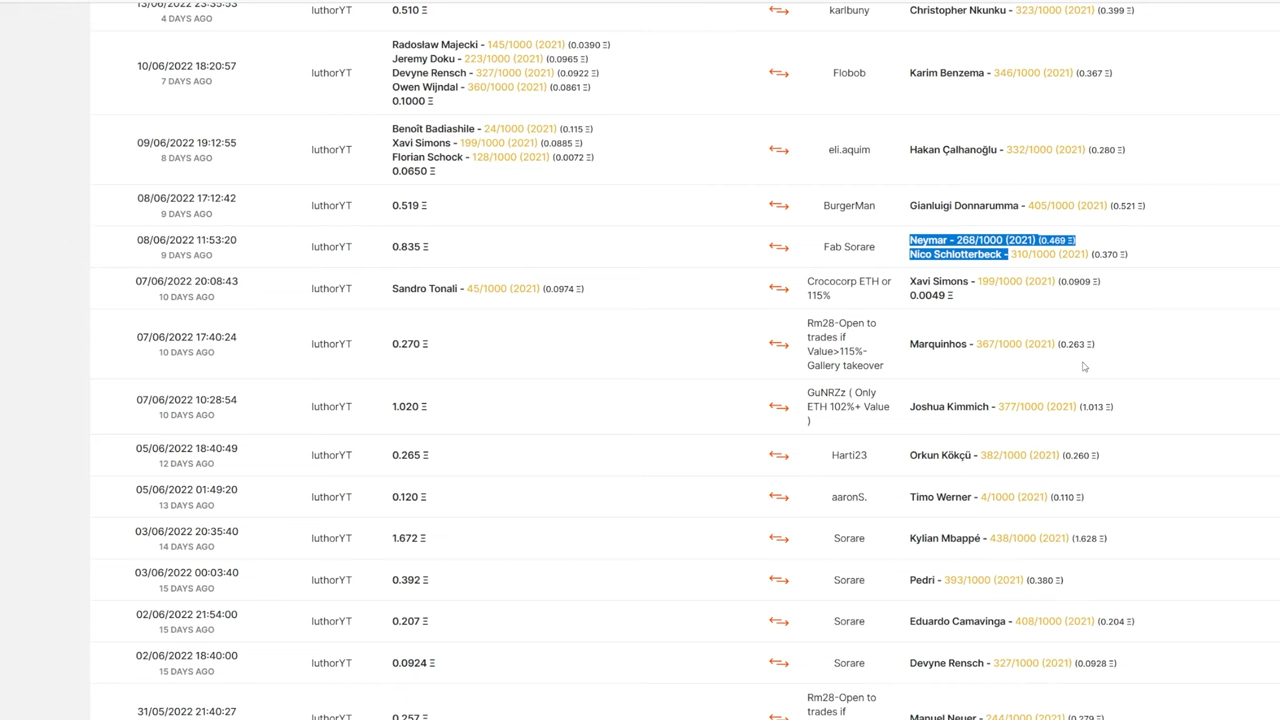 13/06/2022 23:35:53
4 DAYS AGO
luthorYT
0.510 Ξ
karlbuny
Christopher Nkunku - 323/1000 (2021) (0.399 Ξ)
10/06/2022 18:20:57
7 DAYS AGO
luthorYT
Radosław Majecki - 145/1000 (2021) (0.0390 Ξ)
Jeremy Doku - 223/1000 (2021) (0.0965 Ξ)
Devyne Rensch - 327/1000 (2021) (0.0922 Ξ)
Owen Wijndal - 360/1000 (2021) (0.0861 Ξ)
0.1000 Ξ
Flobob
Karim Benzema - 346/1000 (2021) (0.367 Ξ)
09/06/2022 19:12:55
8 DAYS AGO
luthorYT
Benoît Badiashile - 24/1000 (2021) (0.115 Ξ)
Xavi Simons - 199/1000 (2021) (0.0885 Ξ)
Florian Schock - 128/1000 (2021) (0.0072 Ξ)
0.0650 Ξ
eli.aquim
Hakan Çalhanoğlu - 332/1000 (2021) (0.280 Ξ)
08/06/2022 17:12:42
9 DAYS AGO
luthorYT
0.519 Ξ
BurgerMan
Gianluigi Donnarumma - 405/1000 (2021) (0.521 Ξ)
08/06/2022 11:53:20
9 DAYS AGO
luthorYT
0.835 Ξ
Fab Sorare
Neymar - 268/1000 (2021) (0.469 Ξ)
Nico Schlotterbeck - 310/1000 (2021) (0.370 Ξ)
07/06/2022 20:08:43
10 DAYS AGO
luthorYT
Sandro Tonali - 45/1000 (2021) (0.0974 Ξ)
Crococorp ETH or
115%
Xavi Simons - 199/1000 (2021) (0.0909 Ξ)
0.0049 Ξ
07/06/2022 17:40:24
10 DAYS AGO
luthorYT
0.270 Ξ
Rm28-Open to
trades if
Value>115%-
Gallery takeover
Marquinhos - 367/1000 (2021) (0.263 Ξ)
07/06/2022 10:28:54
10 DAYS AGO
luthorYT
1.020 Ξ
GuNRZz ( Only
ETH 102%+ Value
)
Joshua Kimmich - 377/1000 (2021) (1.013 Ξ)
05/06/2022 18:40:49
12 DAYS AGO
luthorYT
0.265 Ξ
Harti23
Orkun Kökçü - 382/1000 (2021) (0.260 Ξ)
05/06/2022 01:49:20
13 DAYS AGO
luthorYT
0.120 Ξ
aaronS.
Timo Werner - 4/1000 (2021) (0.110 Ξ)
03/06/2022 20:35:40
14 DAYS AGO
luthorYT
1.672 Ξ
Sorare
Kylian Mbappé - 438/1000 (2021) (1.628 Ξ)
03/06/2022 00:03:40
15 DAYS AGO
luthorYT
0.392 Ξ
Sorare
Pedri - 393/1000 (2021) (0.380 Ξ)
02/06/2022 21:54:00
15 DAYS AGO
luthorYT
0.207 Ξ
Sorare
Eduardo Camavinga - 408/1000 (2021) (0.204 Ξ)
02/06/2022 18:40:00
15 DAYS AGO
luthorYT
0.0924 Ξ
Sorare
Devyne Rensch - 327/1000 (2021) (0.0928 Ξ)
31/05/2022 21:40:27
luthorYT
0.257 Ξ
Rm28-Open to
trades if
Manuel Neuer - 244/1000 (2021) (0.279 Ξ)